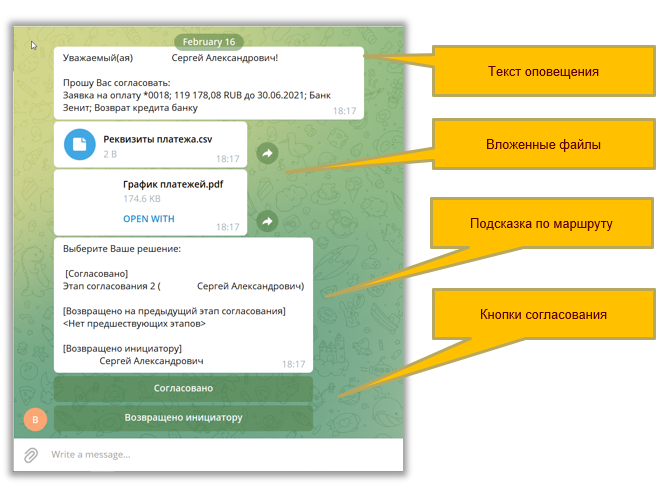 February 16
Уважаемый(ая) Сергей Александрович!
Прошу Вас согласовать:
Заявка на оплату *0018; 119 178,08 RUB до 30.06.2021; Банк
Зенит; Возврат кредита банку
18:17
Текст оповещения
Реквизиты платежа.csv
2 B
18:17
Вложенные файлы
График платежей.pdf
174.6 KB
OPEN WITH
18:17
Подсказка по маршруту
Выберите Ваше решение:
[Согласовано]
Этап согласования 2 ( Сергей Александрович)
[Возвращено на предыдущий этап согласования]
<Нет предшествующих этапов>
[Возвращено инициатору]
Сергей Александрович
18:17
Кнопки согласования
Согласовано
Возвращено инициатору
В
Write a message...